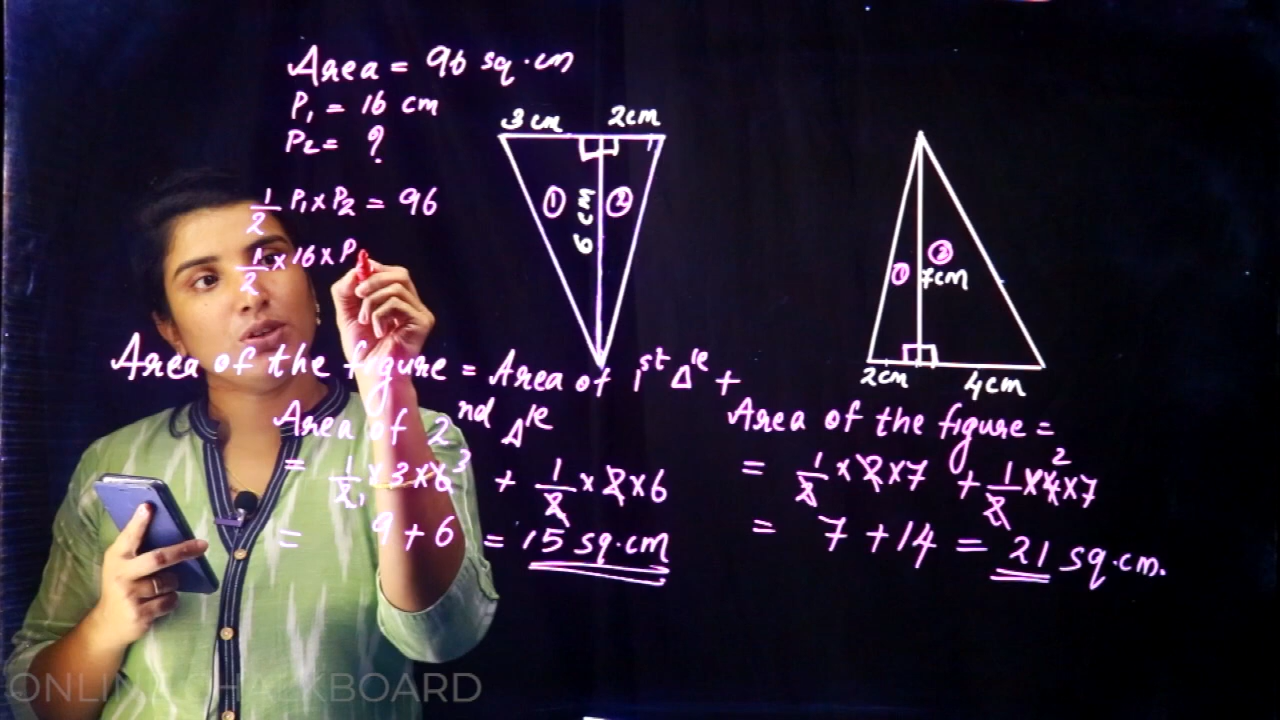 Area = 96 sq.cm
P₁ = 16 cm
P₂ = ?
1/2 P₁ × P₂ = 96
1/2 × 16 × P
3 cm 2 cm
① 6 cm ②
① ②
7cm
2cm 4cm
Area of the figure = Area of 1st Δle +
Area of 2nd Δle
= 1/2 × 3 × 6 3 + 1/2 × 2 × 6
1
= 9 + 6 = 15 sq.cm
Area of the figure =
= 1/2 × 2 × 7 + 1/2 × 4 2 × 7
= 7 + 14 = 21 sq.cm.
ONLINE CHALKBOARD